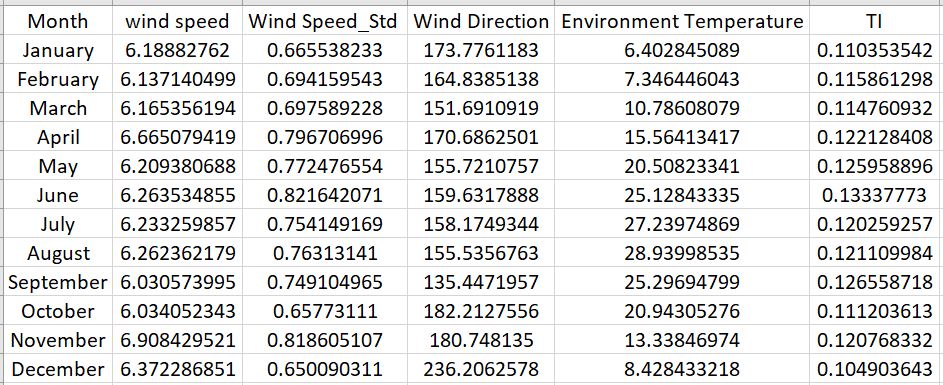 Month wind speed Wind Speed_Std Wind Direction Environment Temperature TI
January 6.18882762 0.665538233 173.7761183 6.402845089 0.110353542
February 6.137140499 0.694159543 164.8385138 7.346446043 0.115861298
March 6.165356194 0.697589228 151.6910919 10.78608079 0.114760932
April 6.665079419 0.796706996 170.6862501 15.56413417 0.122128408
May 6.209380688 0.772476554 155.7210757 20.50823341 0.125958896
June 6.263534855 0.821642071 159.6317888 25.12843335 0.13337773
July 6.233259857 0.754149169 158.1749344 27.23974869 0.120259257
August 6.262362179 0.76313141 155.5356763 28.93998535 0.121109984
September 6.030573995 0.749104965 135.4471957 25.29694799 0.126558718
October 6.034052343 0.65773111 182.2127556 20.94305276 0.111203613
November 6.908429521 0.818605107 180.748135 13.33846974 0.120768332
December 6.372286851 0.650090311 236.2062578 8.428433218 0.104903643